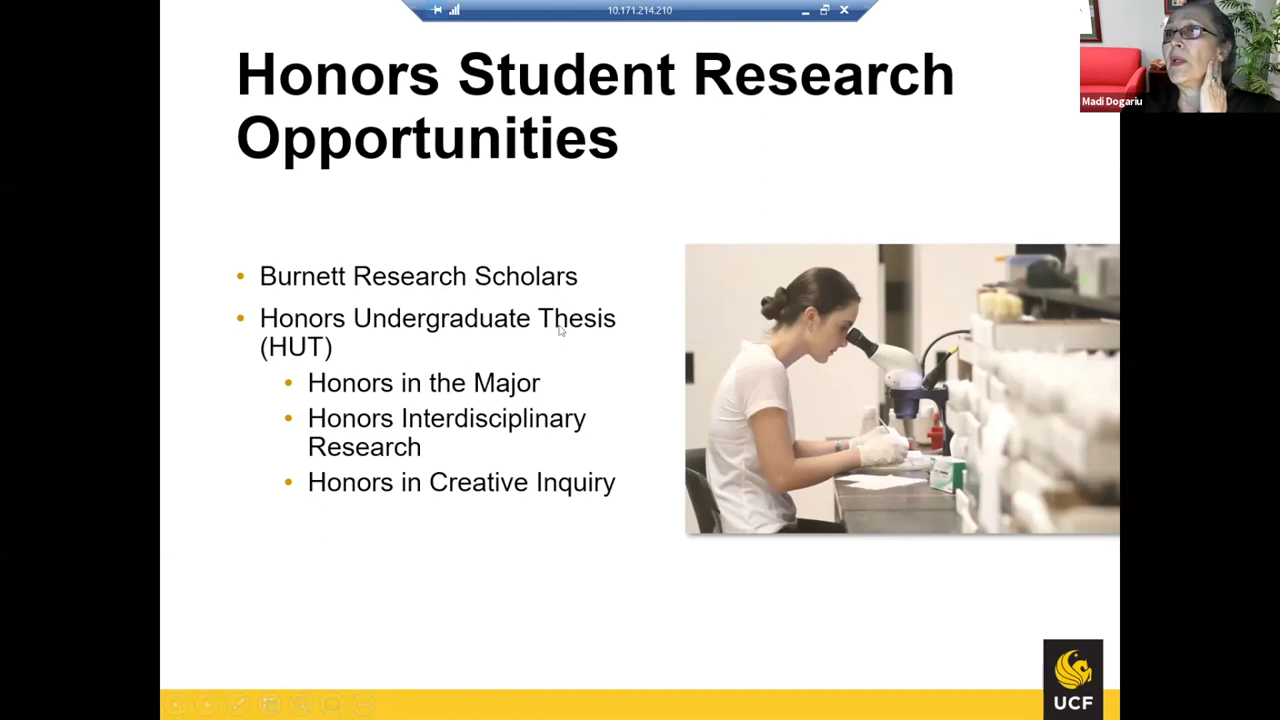 10.171.214.210
Honors Student Research
Opportunities
Madi Dogariu
• Burnett Research Scholars
• Honors Undergraduate Thesis
(HUT)
• Honors in the Major
• Honors Interdisciplinary
Research
• Honors in Creative Inquiry
UCF